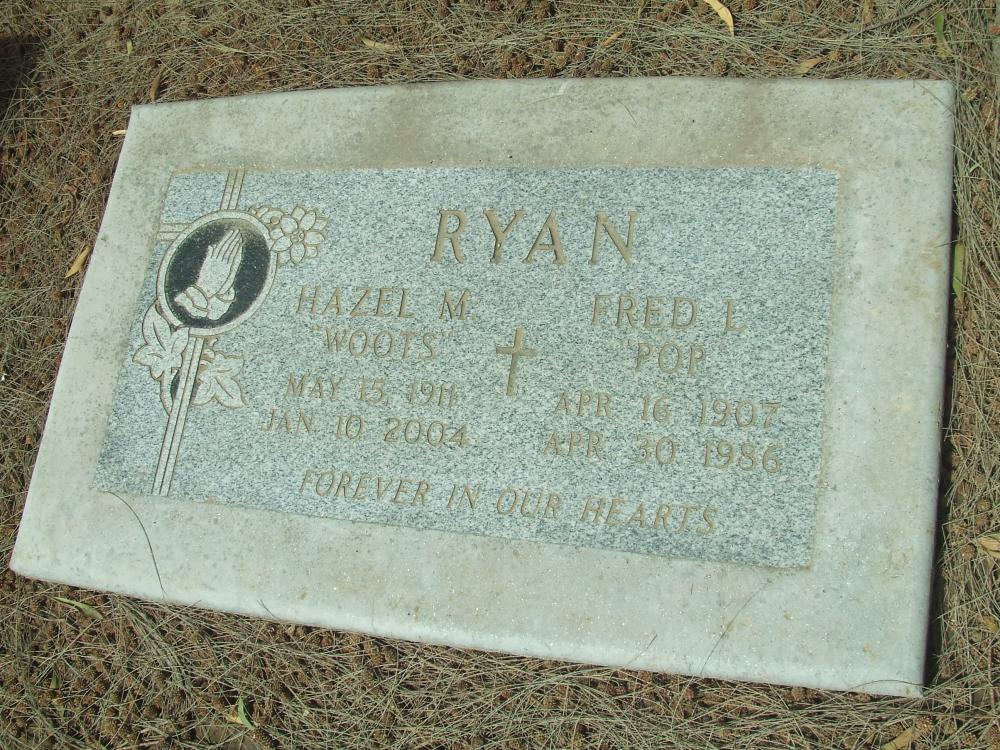 RYAN
HAZEL M.
"WOOTS"
MAY 15, 1911
JAN 10 2004
FRED L
"POP"
APR 16, 1907
APR 30 1986
FOREVER IN OUR HEARTS